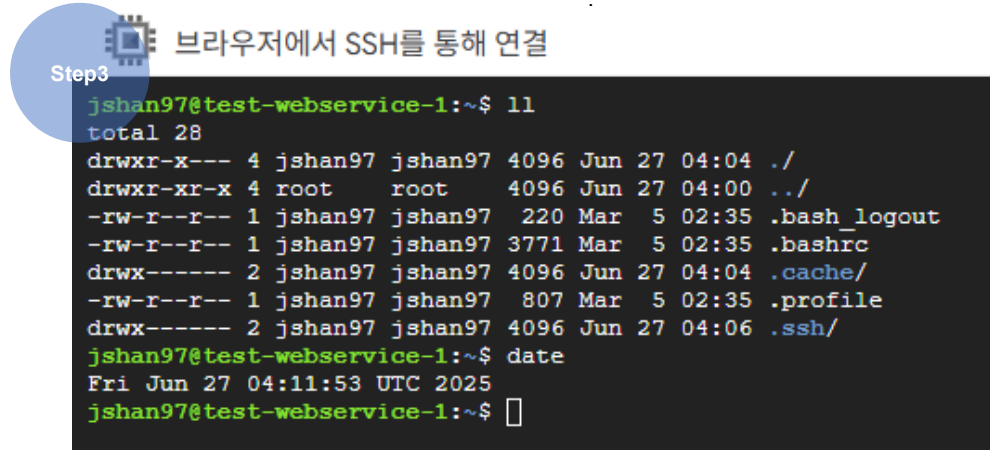 브라우저에서 SSH를 통해 연결
Step3
jshan97@test-webservice-1:~$ ll
total 28
drwxr-x--- 4 jshan97 jshan97 4096 Jun 27 04:04 ./
drwxr-xr-x 4 root    root    4096 Jun 27 04:00 ../
-rw-r--r-- 1 jshan97 jshan97  220 Mar  5 02:35 .bash_logout
-rw-r--r-- 1 jshan97 jshan97 3771 Mar  5 02:35 .bashrc
drwx------ 2 jshan97 jshan97 4096 Jun 27 04:04 .cache/
-rw-r--r-- 1 jshan97 jshan97  807 Mar  5 02:35 .profile
drwx------ 2 jshan97 jshan97 4096 Jun 27 04:06 .ssh/
jshan97@test-webservice-1:~$ date
Fri Jun 27 04:11:53 UTC 2025
jshan97@test-webservice-1:~$